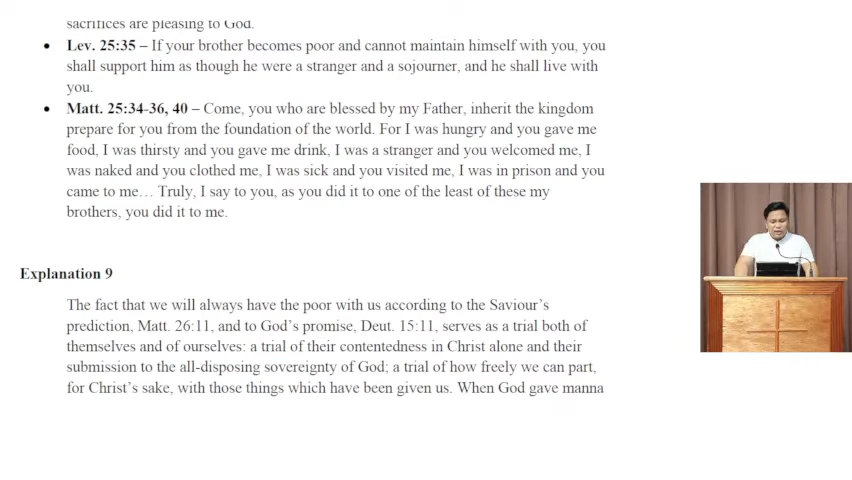 sacrifices are pleasing to God.
• Lev. 25:35 – If your brother becomes poor and cannot maintain himself with you, you
shall support him as though he were a stranger and a sojourner, and he shall live with
you.
• Matt. 25:34-36, 40 – Come, you who are blessed by my Father, inherit the kingdom
prepare for you from the foundation of the world. For I was hungry and you gave me
food, I was thirsty and you gave me drink, I was a stranger and you welcomed me, I
was naked and you clothed me, I was sick and you visited me, I was in prison and you
came to me… Truly, I say to you, as you did it to one of the least of these my
brothers, you did it to me.
Explanation 9
The fact that we will always have the poor with us according to the Saviour’s
prediction, Matt. 26:11, and to God’s promise, Deut. 15:11, serves as a trial both of
themselves and of ourselves: a trial of their contentedness in Christ alone and their
submission to the all-disposing sovereignty of God; a trial of how freely we can part,
for Christ’s sake, with those things which have been given us. When God gave manna